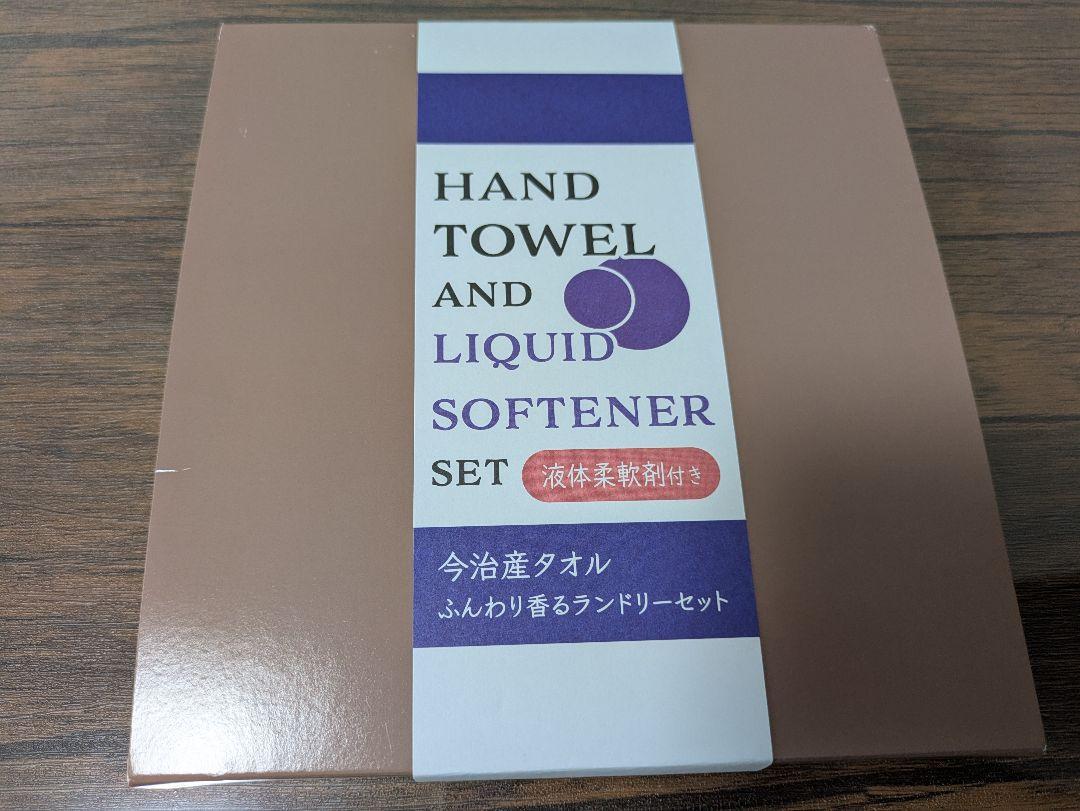 HAND
TOWEL
AND
LIQUID
SOFTENER
SET 液体柔軟剤付き
今治産タオル
ふんわり香るランドリーセット